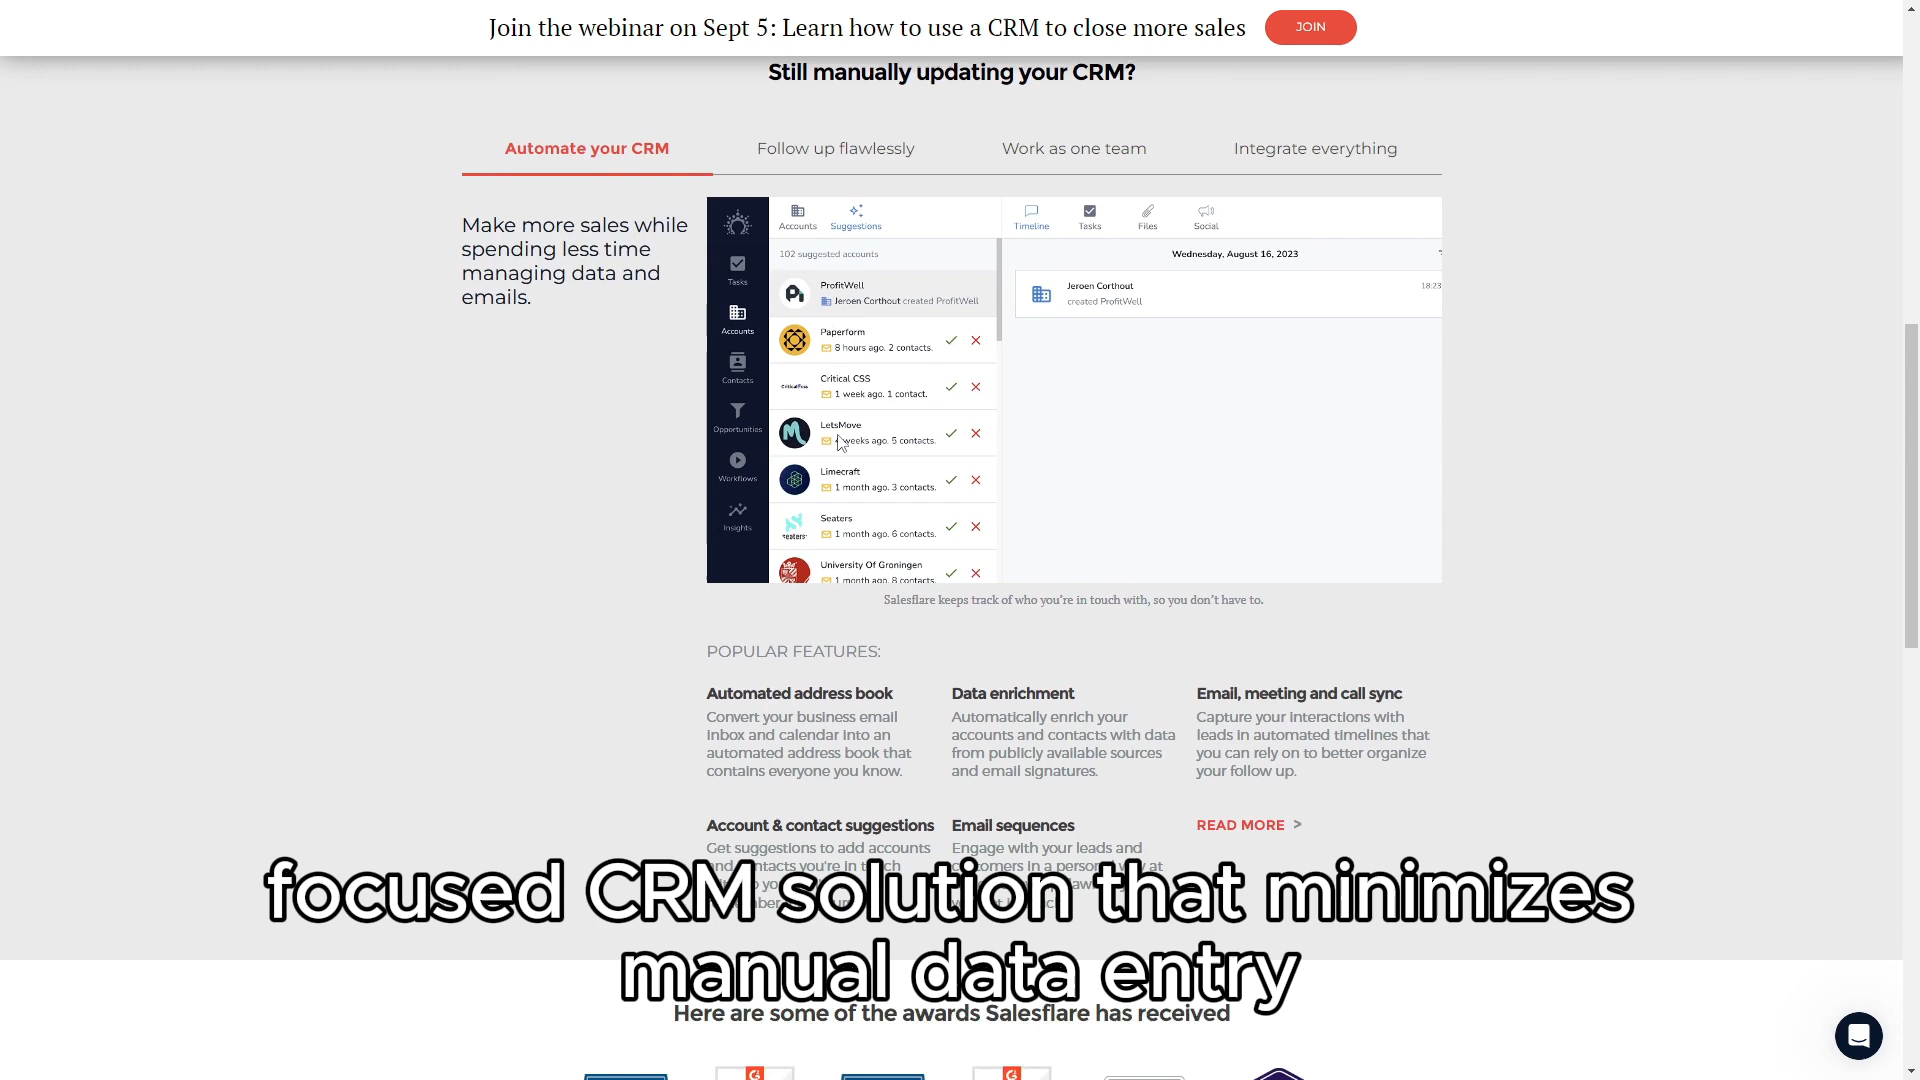 Join the webinar on Sept 5: Learn how to use a CRM to close more sales
JOIN
Still manually updating your CRM?
Automate your CRM
Follow up flawlessly
Work as one team
Integrate everything
Make more sales while
spending less time
managing data and
emails.
Accounts
Suggestions
Timeline
Tasks
Files
Social
102 suggested accounts
Wednesday, August 16, 2023
Tasks
Accounts
Contacts
Opportunities
Workflows
Insights
ProfitWell
Jeroen Corthout created ProfitWell
Jeroen Corthout
created ProfitWell
18:23
Paperform
8 hours ago. 2 contacts.
Critical CSS
1 week ago. 1 contact.
LetsMove
weeks ago. 5 contacts.
Limecraft
1 month ago. 3 contacts.
Seaters
1 month ago. 6 contacts.
University Of Groningen
1 month ago. 8 contacts.
Salesflare keeps track of who you're in touch with, so you don't have to.
POPULAR FEATURES:
Automated address book
Convert your business email
inbox and calendar into an
automated address book that
contains everyone you know.
Data enrichment
Automatically enrich your
accounts and contacts with data
from publicly available sources
and email signatures.
Email, meeting and call sync
Capture your interactions with
leads in automated timelines that
you can rely on to better organize
your follow up.
Account & contact suggestions
Get suggestions to add accounts
Email sequences
Engage with your leads and
READ MORE >
focused CRM solution that minimizes
manual data entry
Here are some of the awards Salesflare has received